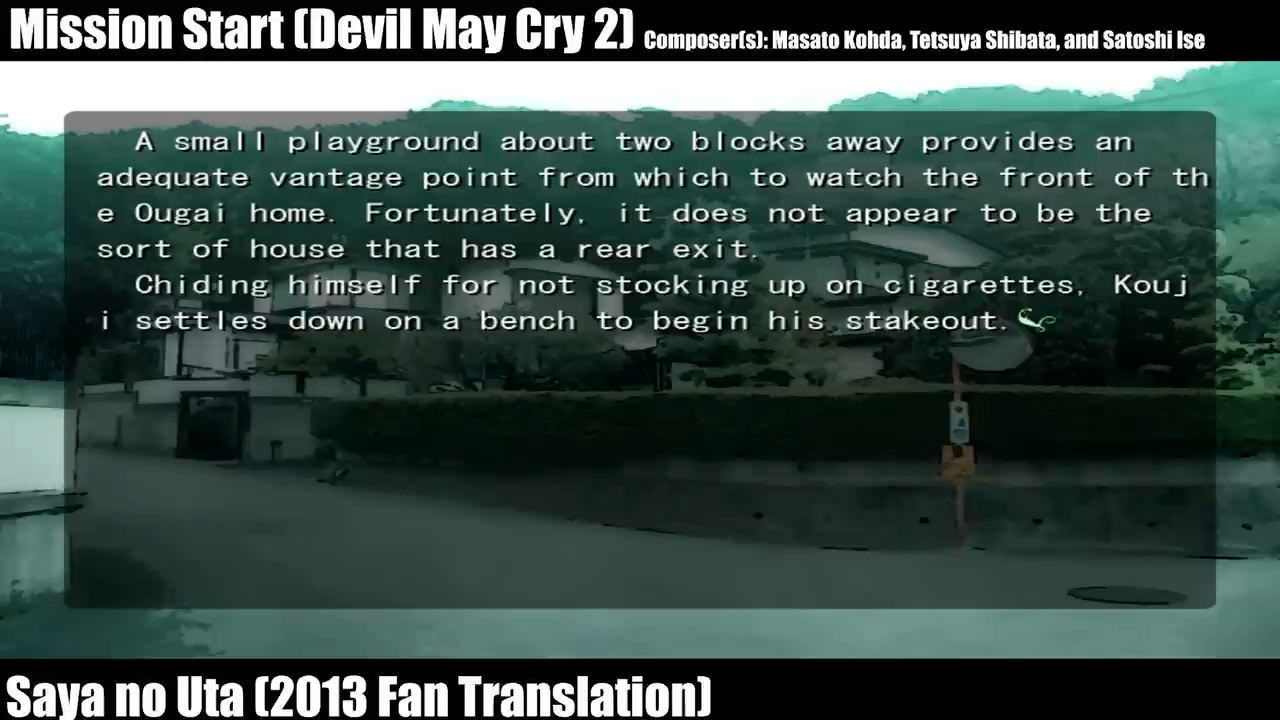 Mission Start (Devil May Cry 2) Composer(s): Masato Kohda, Tetsuya Shibata, and Satoshi Ise
A small playground about two blocks away provides an
adequate vantage point from which to watch the front of th
e Ougai home. Fortunately, it does not appear to be the
sort of house that has a rear exit.
Chiding himself for not stocking up on cigarettes, Kouj
i settles down on a bench to begin his stakeout.
Saya no Uta (2013 Fan Translation)